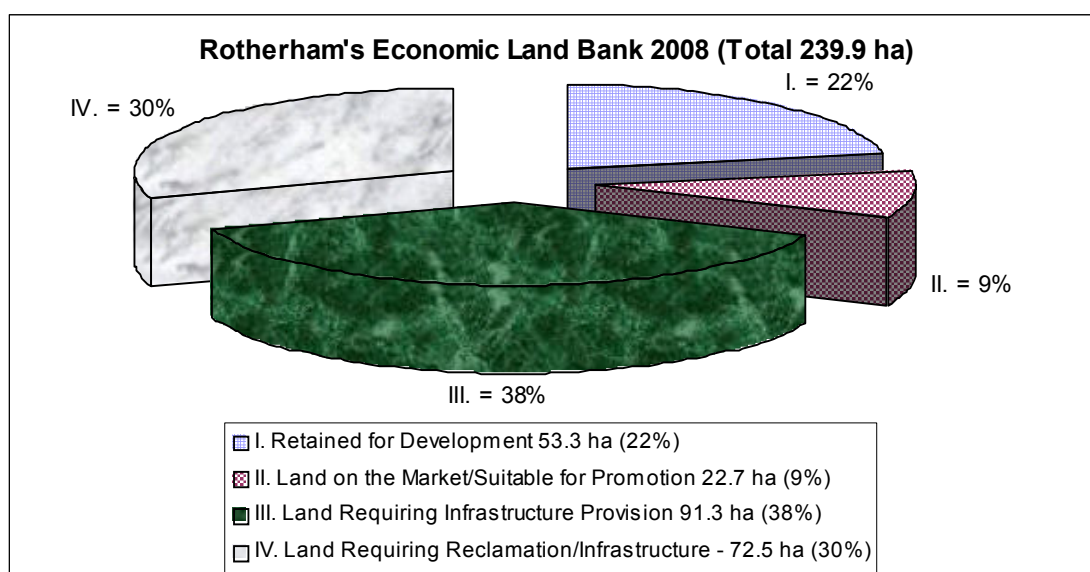 Rotherham's Economic Land Bank 2008 (Total 239.9 ha)
I. = 22%
IV. = 30%
II. = 9%
III. = 38%
I. Retained for Development 53.3 ha (22%)
II. Land on the Market/Suitable for Promotion 22.7 ha (9%)
III. Land Requiring Infrastructure Provision 91.3 ha (38%)
IV. Land Requiring Reclamation/Infrastructure - 72.5 ha (30%)